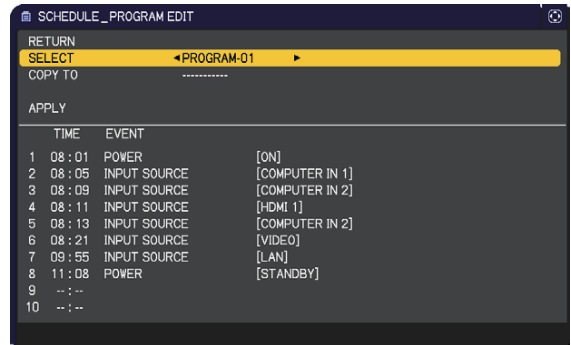 SCHEDULE_PROGRAM EDIT
RETURN
SELECT ◀PROGRAM-01 ▶
COPY TO -----------
APPLY
TIME EVENT
1 08 : 01 POWER [ON]
2 08 : 05 INPUT SOURCE [COMPUTER IN 1]
3 08 : 09 INPUT SOURCE [COMPUTER IN 2]
4 08 : 11 INPUT SOURCE [HDMI 1]
5 08 : 13 INPUT SOURCE [COMPUTER IN 2]
6 08 : 21 INPUT SOURCE [VIDEO]
7 09 : 55 INPUT SOURCE [LAN]
8 11 : 08 POWER [STANDBY]
9 -- : --
10 -- : --